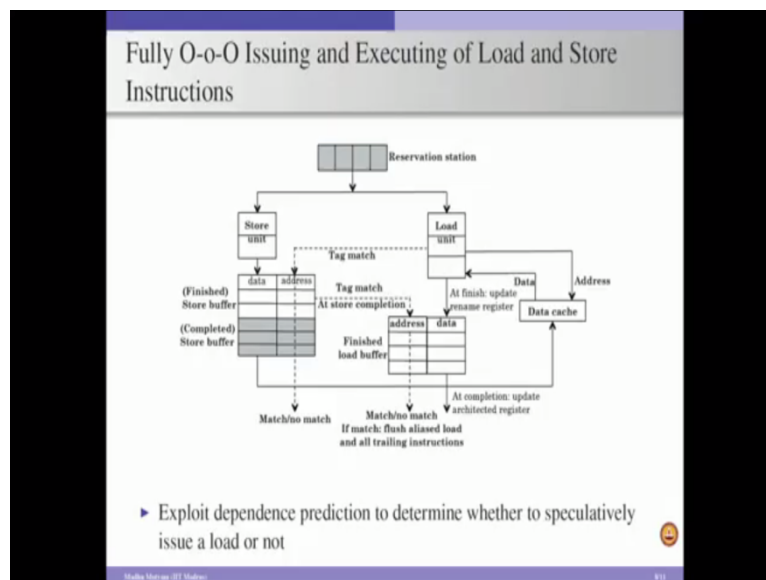 Fully O-o-O Issuing and Executing of Load and Store
Instructions
Reservation station
Store
unit
Load
unit
Tag match
data address
(Finished)
Store buffer
(Completed)
Store buffer
Tag match
At store completion
Data
Address
At finish: update
rename register
Data cache
address data
Finished
load buffer
At completion: update
architected register
Match/no match
Match/no match
If match: flush aliased load
and all trailing instructions
▶ Exploit dependence prediction to determine whether to speculatively
issue a load or not